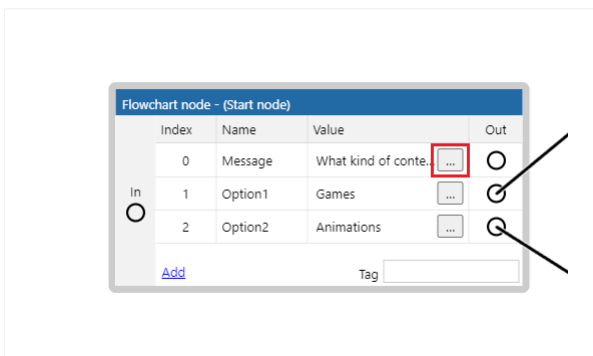 Flowchart node - (Start node)
Index Name Value Out
0 Message What kind of conte... ...
In
1 Option1 Games ...
2 Option2 Animations ...
Add Tag